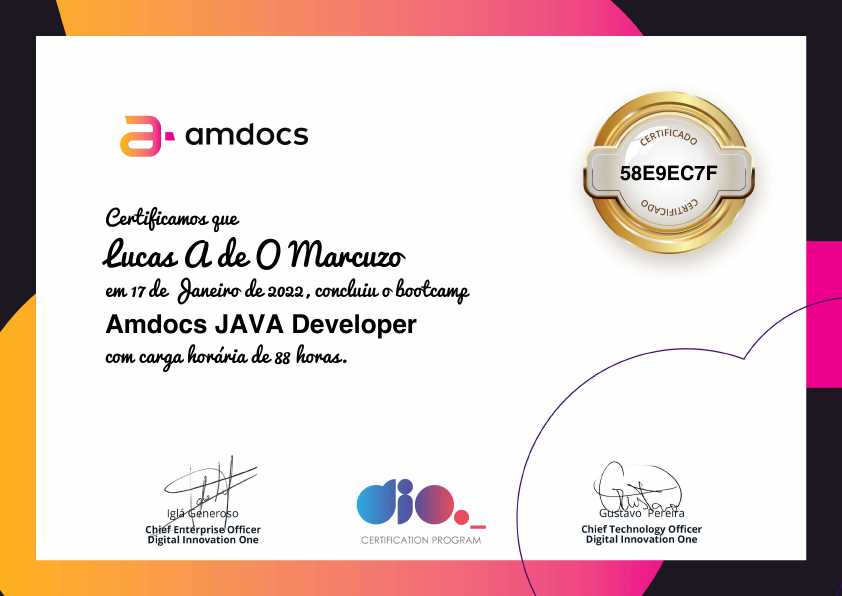 amdocs
CERTIFICADO
58E9EC7F
CERTIFICADO
Certificamos que
Lucas A de O Marcuzo
em 17 de Janeiro de 2022, concluiu o bootcamp
Amdocs JAVA Developer
com carga horária de 88 horas.
Iglá Generoso
Chief Enterprise Officer
Digital Innovation One
dio._
CERTIFICATION PROGRAM
Gustavo Pereira
Chief Technology Officer
Digital Innovation One